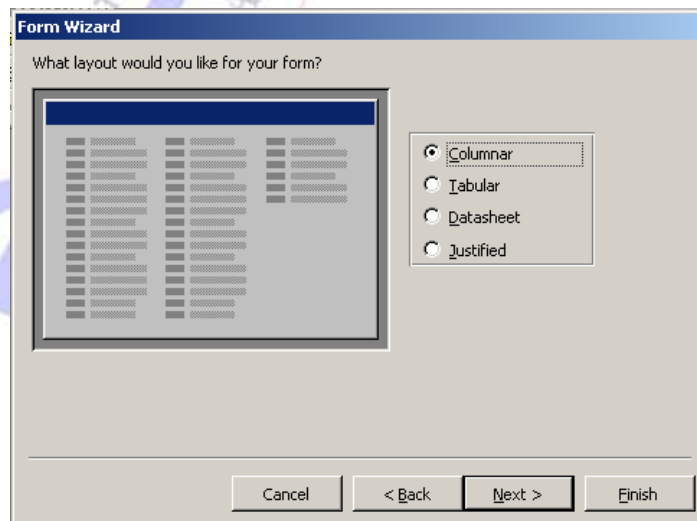 Form Wizard
What layout would you like for your form?
Columnar
Tabular
Datasheet
Justified
Cancel
< Back
Next >
Finish